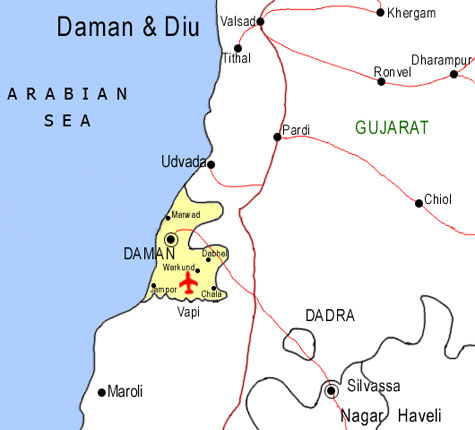 Daman & Diu
Valsad
Khergam
Tithal
Dharampur
Ronvel
ARABIAN
SEA
Pardi
GUJARAT
Udvada
Chiol
Marwad
DAMAN
Dabhel
Warkund
Jampor
Chala
Vapi
DADRA
Maroli
Silvassa
Nagar Haveli